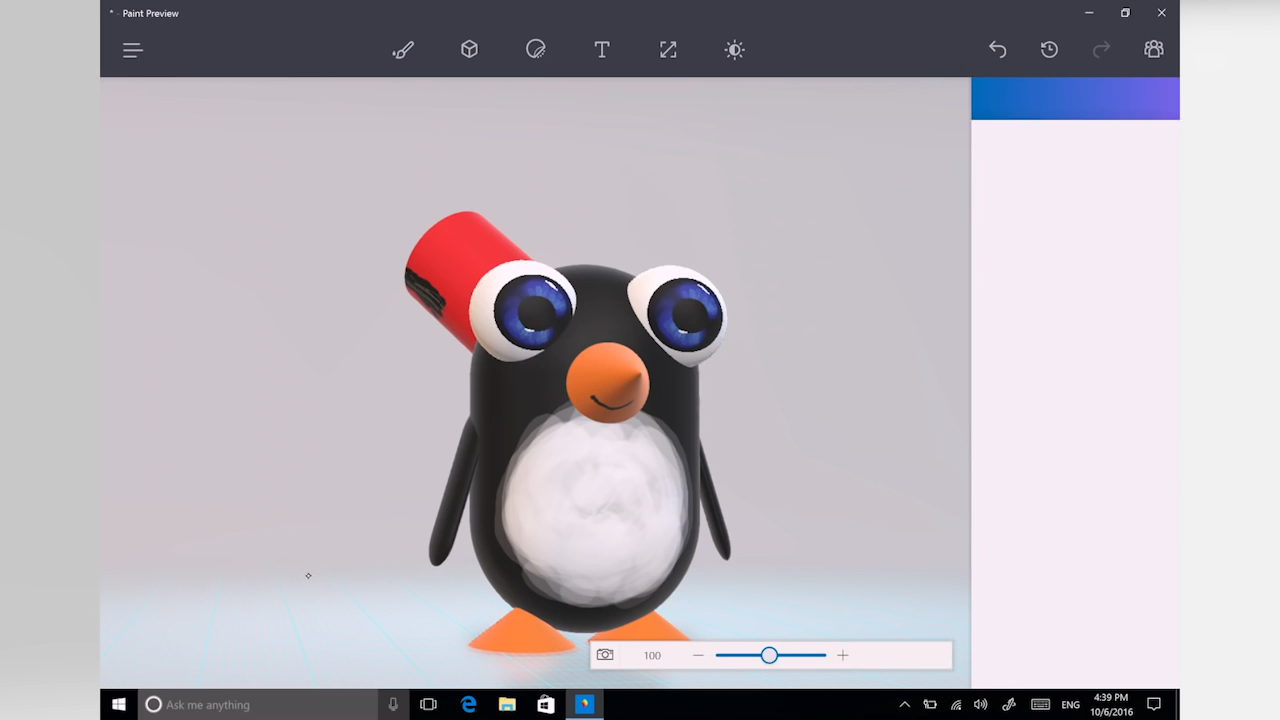 * Paint Preview
T
100
Ask me anything
ENG
4:39 PM
10/6/2016